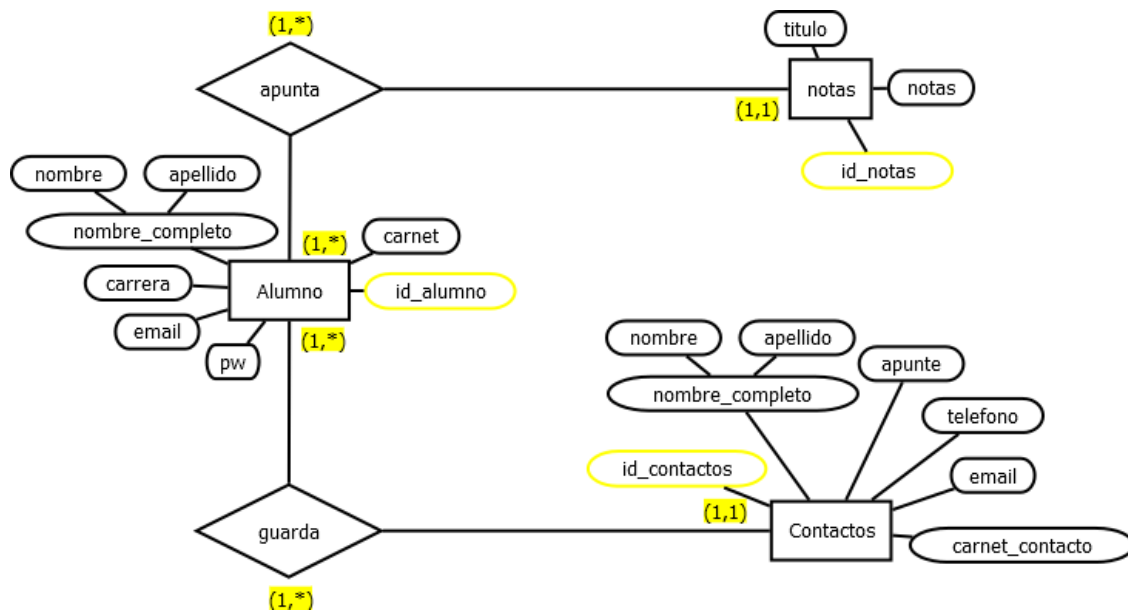 (1,*)
titulo
apunta
notas
notas
(1,1)
id_notas
nombre
apellido
nombre_completo
(1,*)
carnet
carrera
Alumno
id_alumno
email
(1,*)
pw
nombre
apellido
apunte
nombre_completo
telefono
id_contactos
email
(1,1)
guarda
Contactos
carnet_contacto
(1,*)